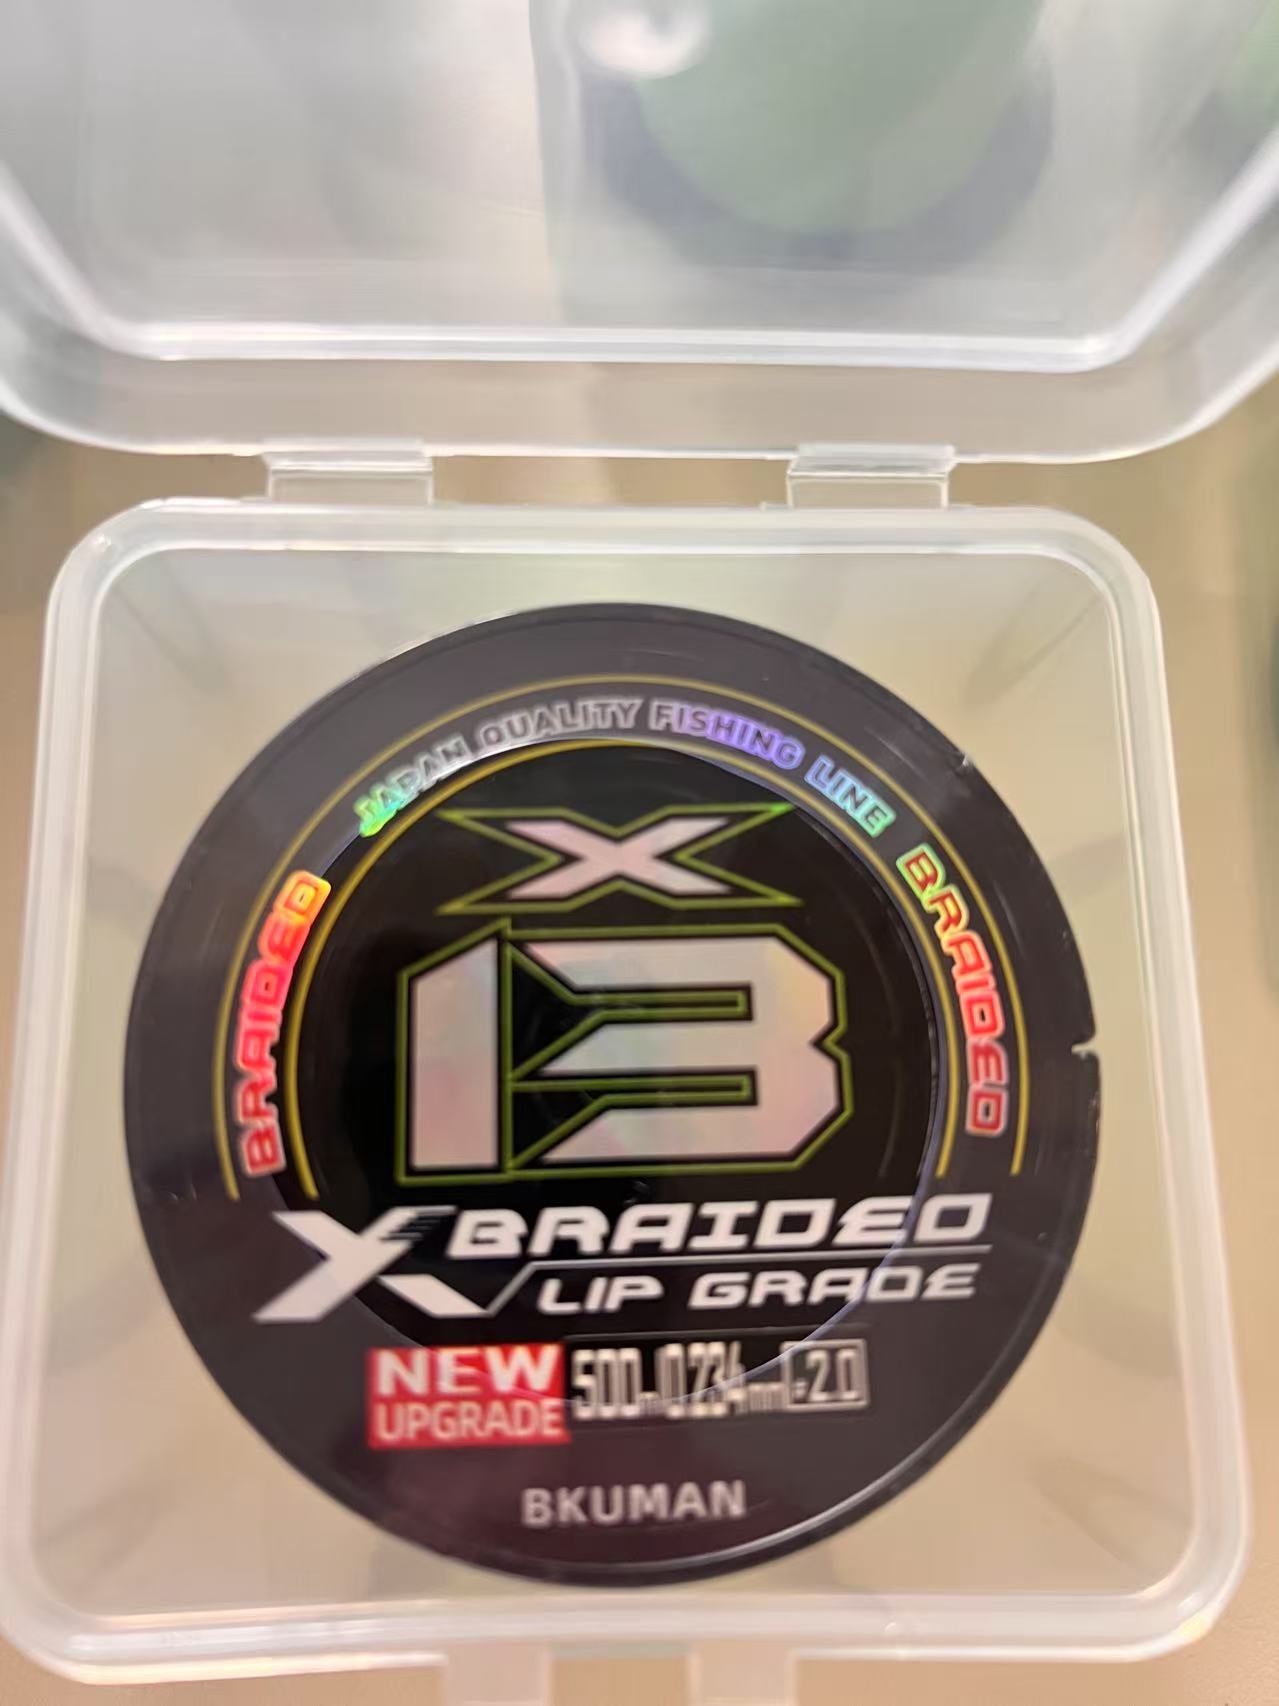 JAPAN QUALITY FISHING LINE
BRAIDED
BRAIDED
X
13
X BRAIDED
LIP GRADE
NEW
UPGRADE
500m 0.234mm #2.0
BKUMAN